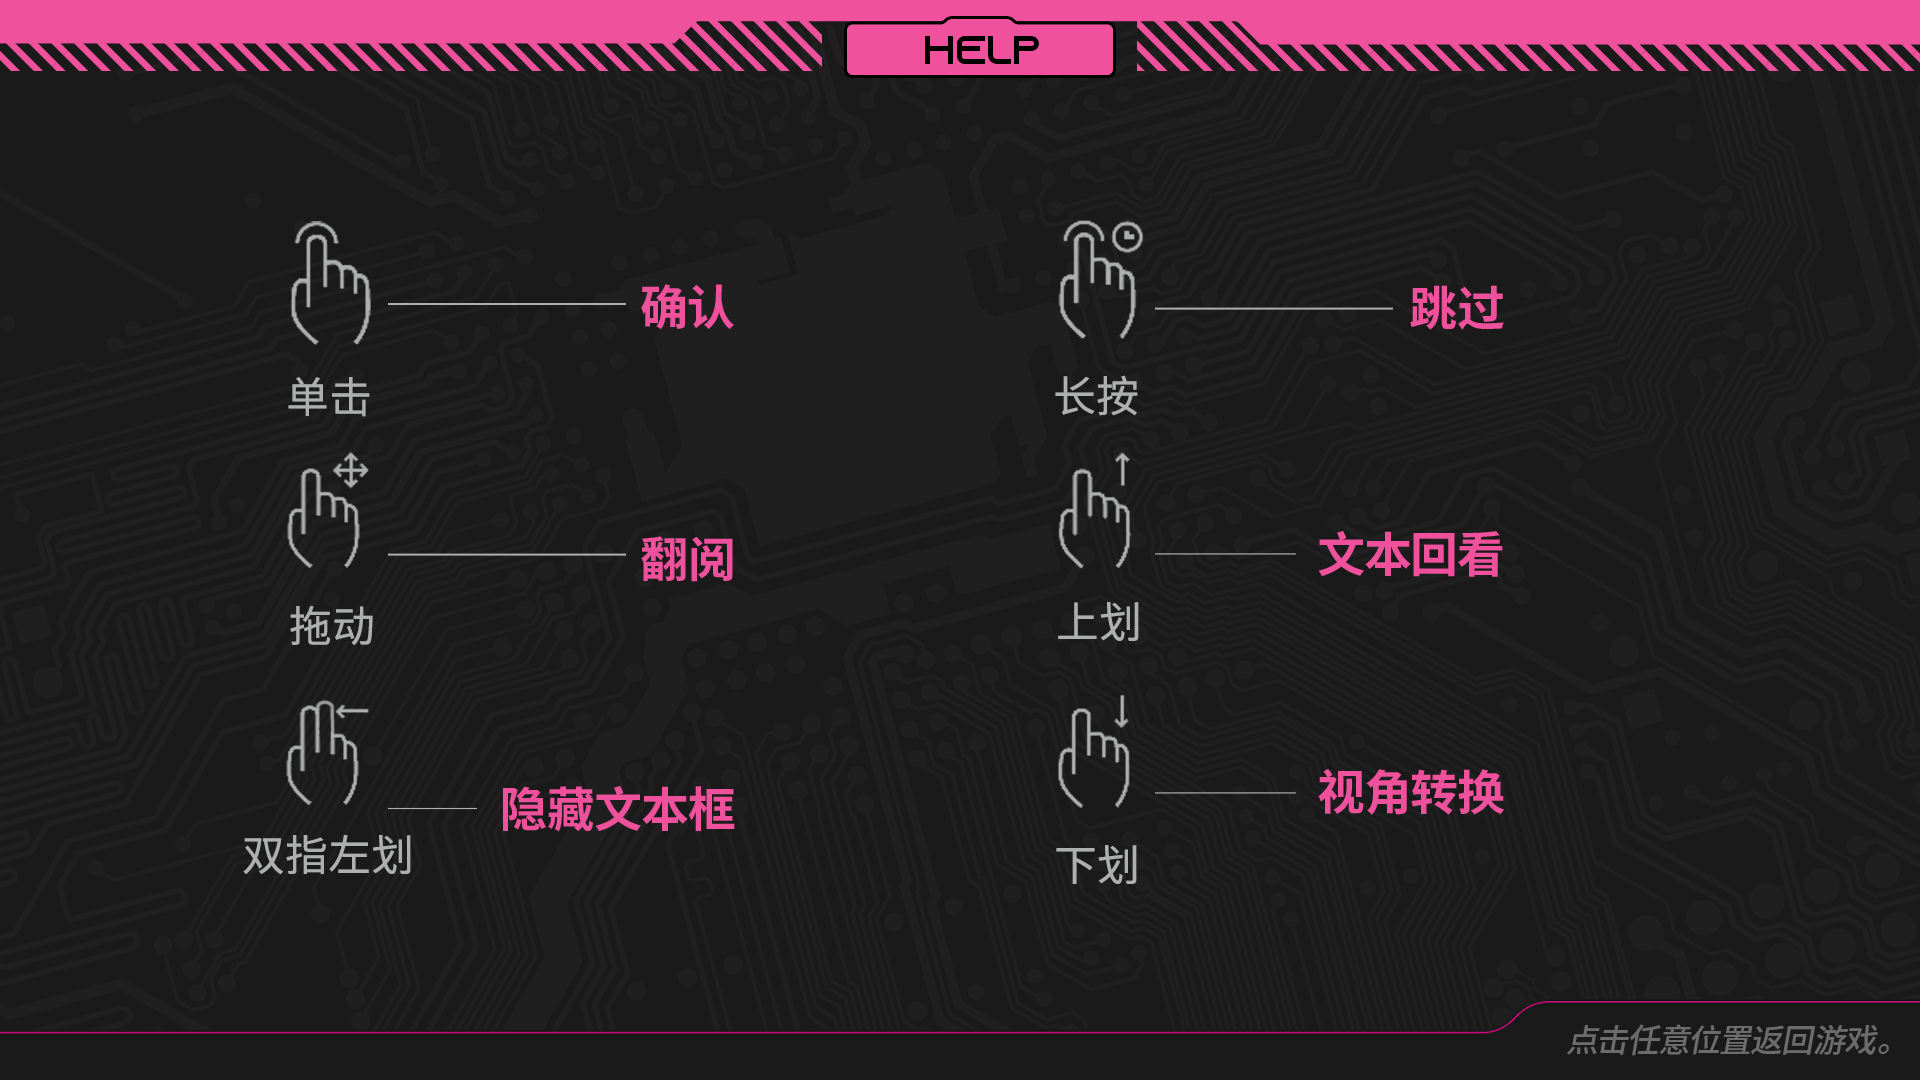 HELP
确认
单击
跳过
长按
翻阅
拖动
文本回看
上划
隐藏文本框
双指左划
视角转换
下划
点击任意位置返回游戏。